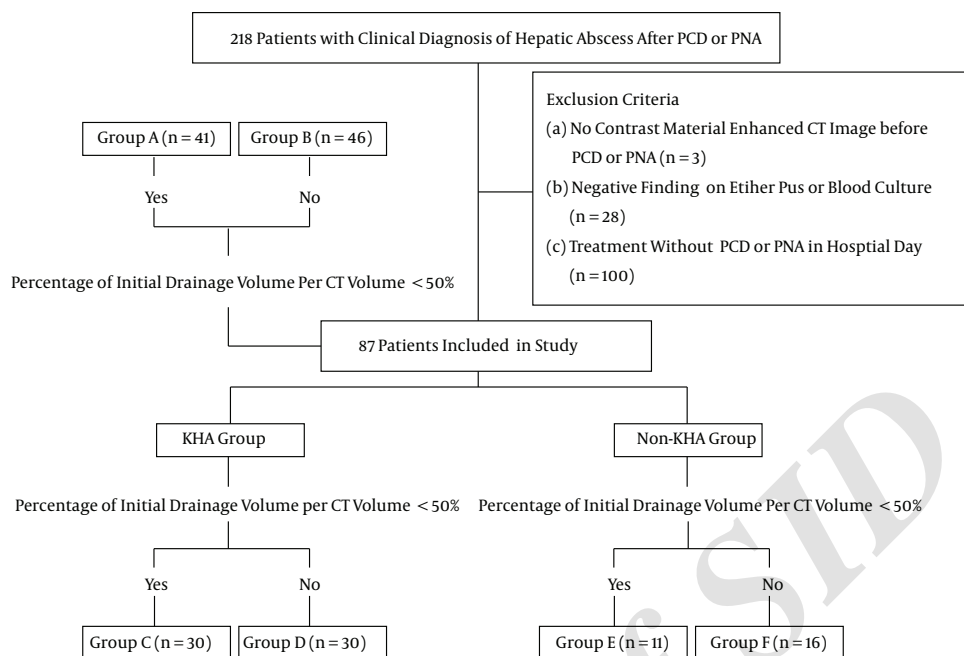 218 Patients with Clinical Diagnosis of Hepatic Abscess After PCD or PNA
Exclusion Criteria
(a) No Contrast Material Enhanced CT Image before
PCD or PNA (n = 3)
(b) Negative Finding on Etiher Pus or Blood Culture
(n = 28)
(c) Treatment Without PCD or PNA in Hosptial Day
(n = 100)
Group A (n = 41)
Group B (n = 46)
Yes
No
Percentage of Initial Drainage Volume Per CT Volume < 50%
87 Patients Included in Study
KHA Group
Non-KHA Group
Percentage of Initial Drainage Volume per CT Volume < 50%
Percentage of Initial Drainage Volume Per CT Volume < 50%
Yes
No
Yes
No
Group C (n = 30)
Group D (n = 30)
Group E (n = 11)
Group F (n = 16)
f SID